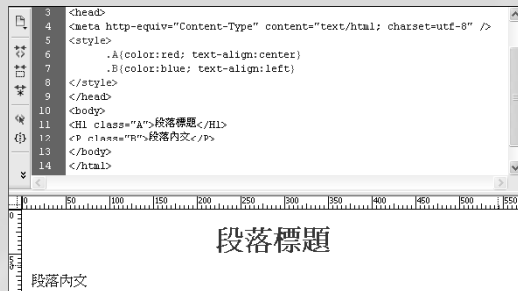 3 <head>
4 <meta http-equiv="Content-Type" content="text/html; charset=utf-8" />
5 <style>
6 .A{color:red; text-align:center}
7 .B{color:blue; text-align:left}
8 </style>
9 </head>
10 <body>
11 <H1 class="A">段落標題</H1>
12 <P class="B">段落內文</P>
13 </body>
14 </html>
0 50 100 150 200 250 300 350 400 450 500 550
0
段落標題
50
段落內文